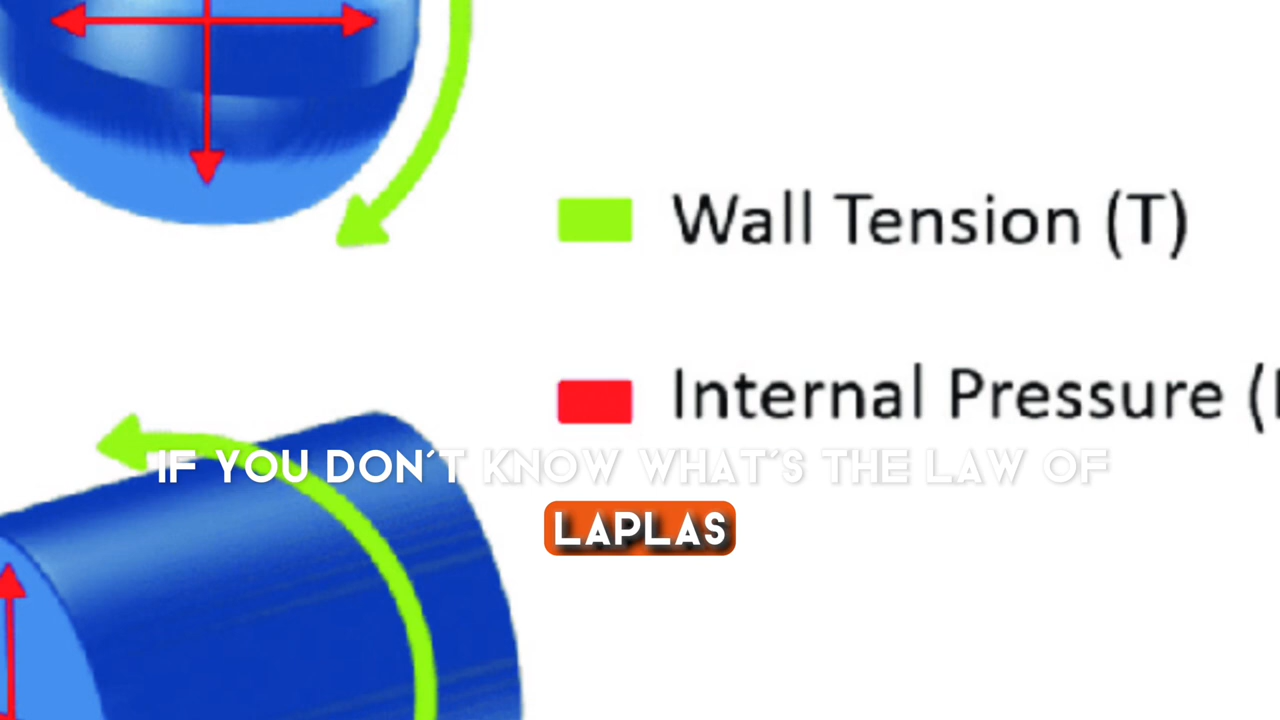 Wall Tension (T)
Internal Pressure (
IF YOU DON'T KNOW WHAT'S THE LAW OF
LAPLAS